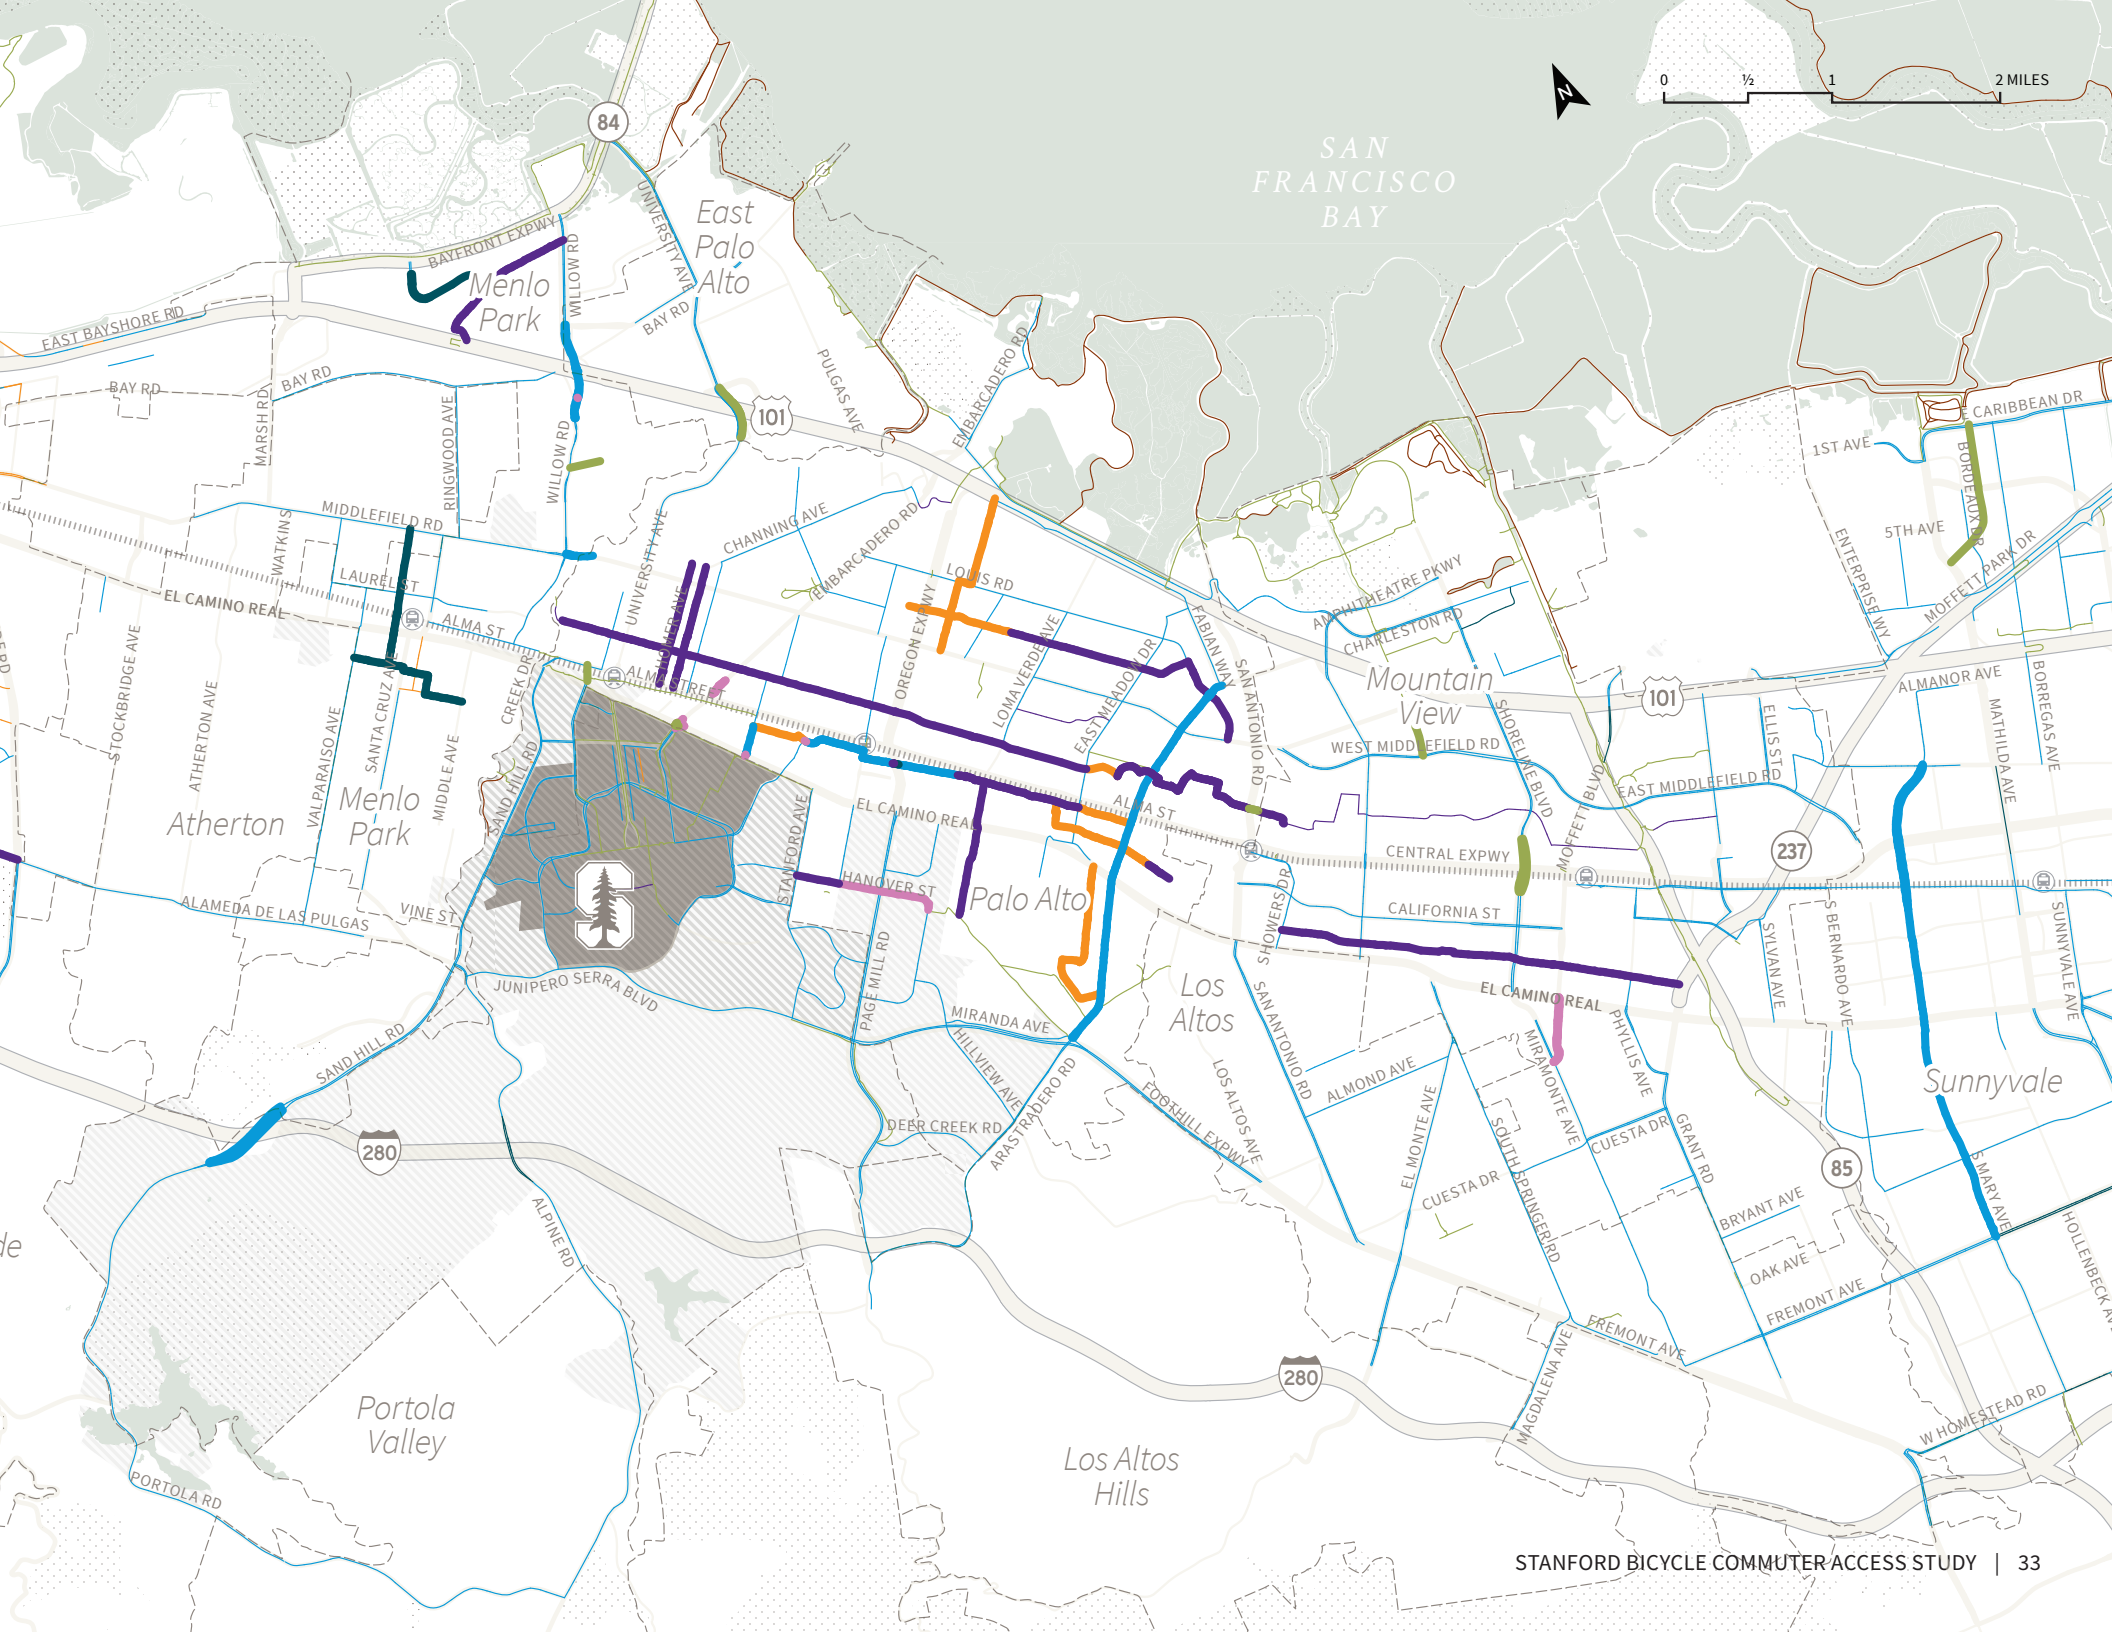 0 ½ 1 2 MILES
N
84
SAN
FRANCISCO
BAY
East
Palo
Alto
UNIVERSITY AVE
BAYFRONT EXPWY
WILLOW RD
Menlo
Park
EAST BAYSHORE RD
BAY RD
BAY RD
BAY RD
MARSH RD
RINGWOOD AVE
WILLOW RD
101
PULGAS AVE
EMBARCADERO RD
E CARIBBEAN DR
1ST AVE
BORDEAUX DR
5TH AVE
ENTERPRISE WY
MOFFETT PARK DR
MIDDLEFIELD RD
WATKINS
UNIVERSITY AVE
CHANNING AVE
EMBARCADERO RD
LOUIS RD
LAUREL ST
EL CAMINO REAL
ALMA ST
HOMER AVE
OREGON EXPWY
LOMA VERDE AVE
EAST MEADOW DR
FABIAN WAY
SAN ANTONIO RD
AMPHITHEATRE PKWY
CHARLESTON RD
Mountain
View
101
ALMANOR AVE
BORREGAS AVE
MATHILDA AVE
ELLIS ST
STOCKBRIDGE AVE
ATHERTON AVE
VALPARAISO AVE
SANTA CRUZ AVE
MIDDLE AVE
CREEK DR
SAND HILL RD
ALMA STREET
WEST MIDDLEFIELD RD
SHORELINE BLVD
MOFFETT BLVD
EAST MIDDLEFIELD RD
Atherton
Menlo
Park
EL CAMINO REAL
ALMA ST
STANFORD AVE
HANOVER ST
Palo Alto
CENTRAL EXPWY
237
CALIFORNIA ST
SHOWERS DR
S
ALAMEDA DE LAS PULGAS
VINE ST
JUNIPERO SERRA BLVD
PAGE MILL RD
MIRANDA AVE
Los
Altos
EL CAMINO REAL
SYLVAN AVE
S BERNARDO AVE
SUNNYVALE AVE
SAND HILL RD
HILLVIEW AVE
ARASTRADERO RD
DEER CREEK RD
FOOTHILL EXPWY
LOS ALTOS AVE
SAN ANTONIO RD
ALMOND AVE
EL MONTE AVE
MIRAMONTE AVE
PHYLLIS AVE
CUESTA DR
CUESTA DR
SOUTH SPRINGER RD
GRANT RD
BRYANT AVE
Sunnyvale
85
S MARY AVE
280
ALPINE RD
OAK AVE
HOLLENBECK AV
FREMONT AVE
FREMONT AVE
280
MAGDALENA AVE
W HOMESTEAD RD
Portola
Valley
PORTOLA RD
Los Altos
Hills
STANFORD BICYCLE COMMUTER ACCESS STUDY | 33